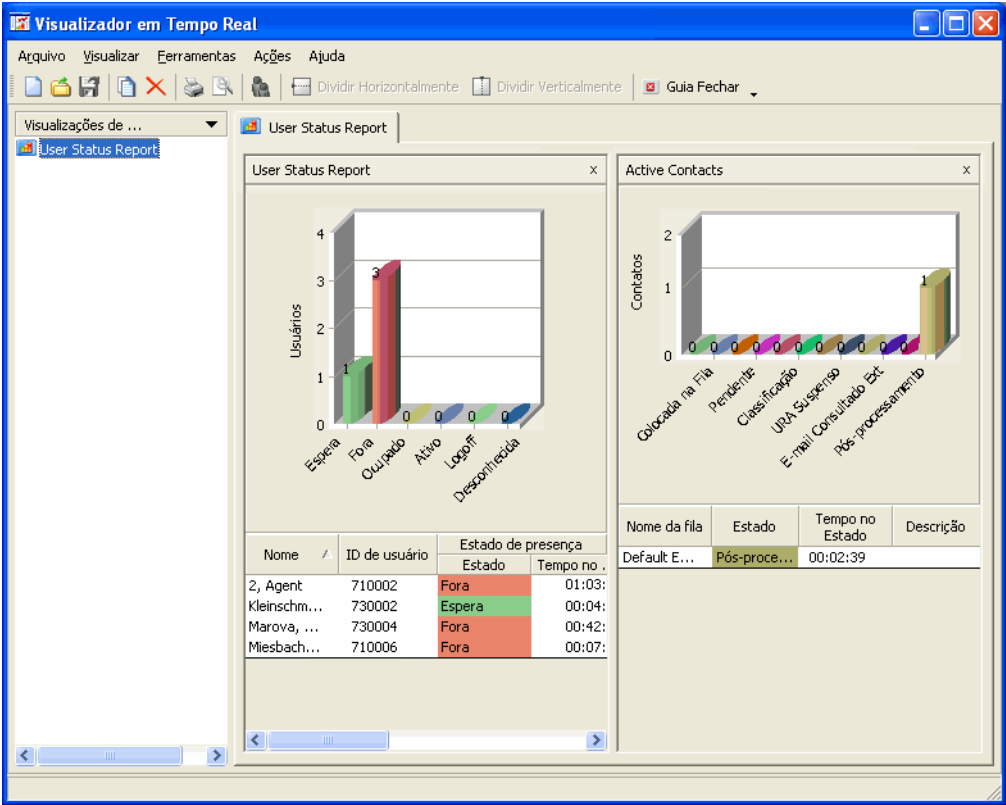 Visualizador em Tempo Real
Arquivo Visualizar Ferramentas Ações Ajuda
Dividir Horizontalmente Dividir Verticalmente Guia Fechar
Visualizações de ...
User Status Report
User Status Report
User Status Report x
Usuários
4
3
2
1
0
1 3 0 0 0 0
Espera Fora Ocupado Ativo Logoff Desconhecida
Nome ID de usuário Estado de presença
Estado Tempo no .
2, Agent 710002 Fora 01:03:
Kleinschm... 730002 Espera 00:04:
Marova, ... 730004 Fora 00:42:
Miesbach... 710006 Fora 00:07:
Active Contacts x
Contatos
2
1
0
0 0 0 0 0 0 0 0 0 0 0 1
Colocada na Fila Pendente Classificação URA Suspenso E-mail Consultado Ext Pós-processamento
Nome da fila Estado Tempo no Estado Descrição
Default E... Pós-proce... 00:02:39